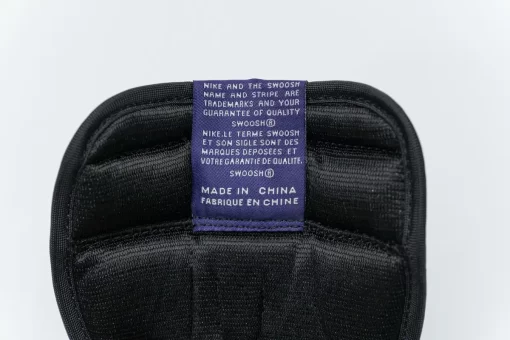 NIKE AND THE SWOOSH
NAME AND STRIPE ARE
TRADEMARKS AND YOUR
GUARANTEE OF QUALITY
SWOOSH®
NIKE.LE TERME SWOOSH
ET SON SIGLE SONT DES
MARQUES DEPOSEES ET
VOTRE GARANTIE DE QUALITE.
SWOOSH®
MADE IN CHINA
FABRIQUE EN CHINE